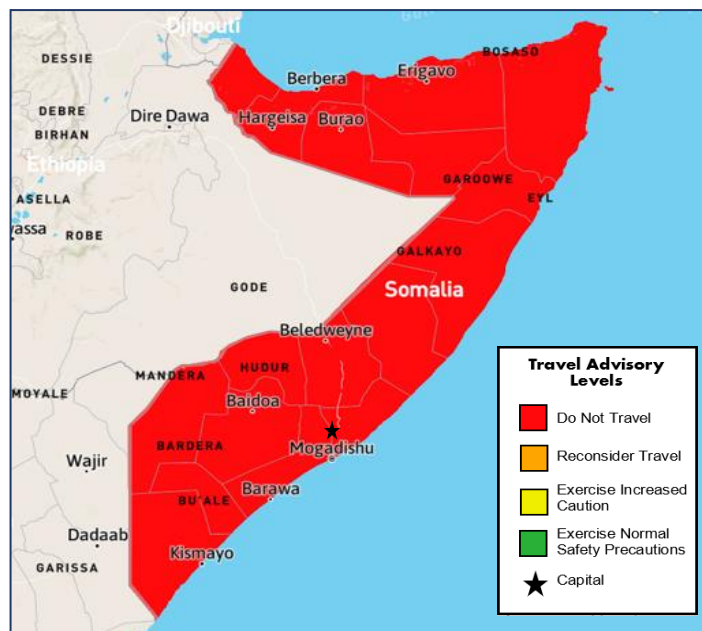 Djibouti
DESSIE
BOSASO
Berbera
Erigavo
DEBRE
BIRHAN
Dire Dawa
Hargeisa
Burao
Ethiopia
GAROOWE
ASELLA
EYL
vassa
ROBE
GALKAYO
GODE
Somalia
Beledweyne
MANDERA
HUDUR
MOYALE
Baidoa
BARDERA
Mogadishu
Wajir
BU'ALE
Barawa
Dadaab
Kismayo
GARISSA
Travel Advisory
Levels
Do Not Travel
Reconsider Travel
Exercise Increased
Caution
Exercise Normal
Safety Precautions
Capital